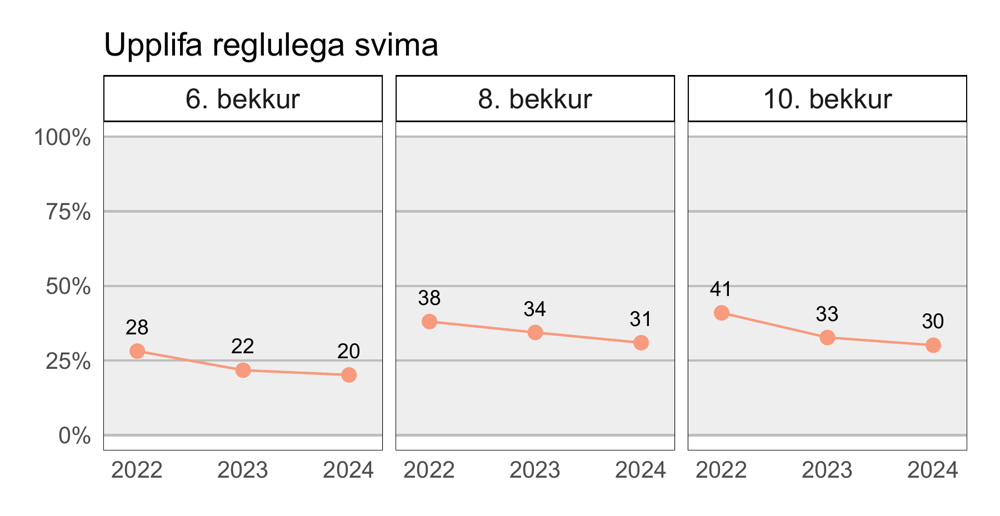 Upplifa reglulega svima
6. bekkur 8. bekkur 10. bekkur
100%
75%
50%
25%
0%
28 22 20
38 34 31
41 33 30
2022 2023 2024 2022 2023 2024 2022 2023 2024